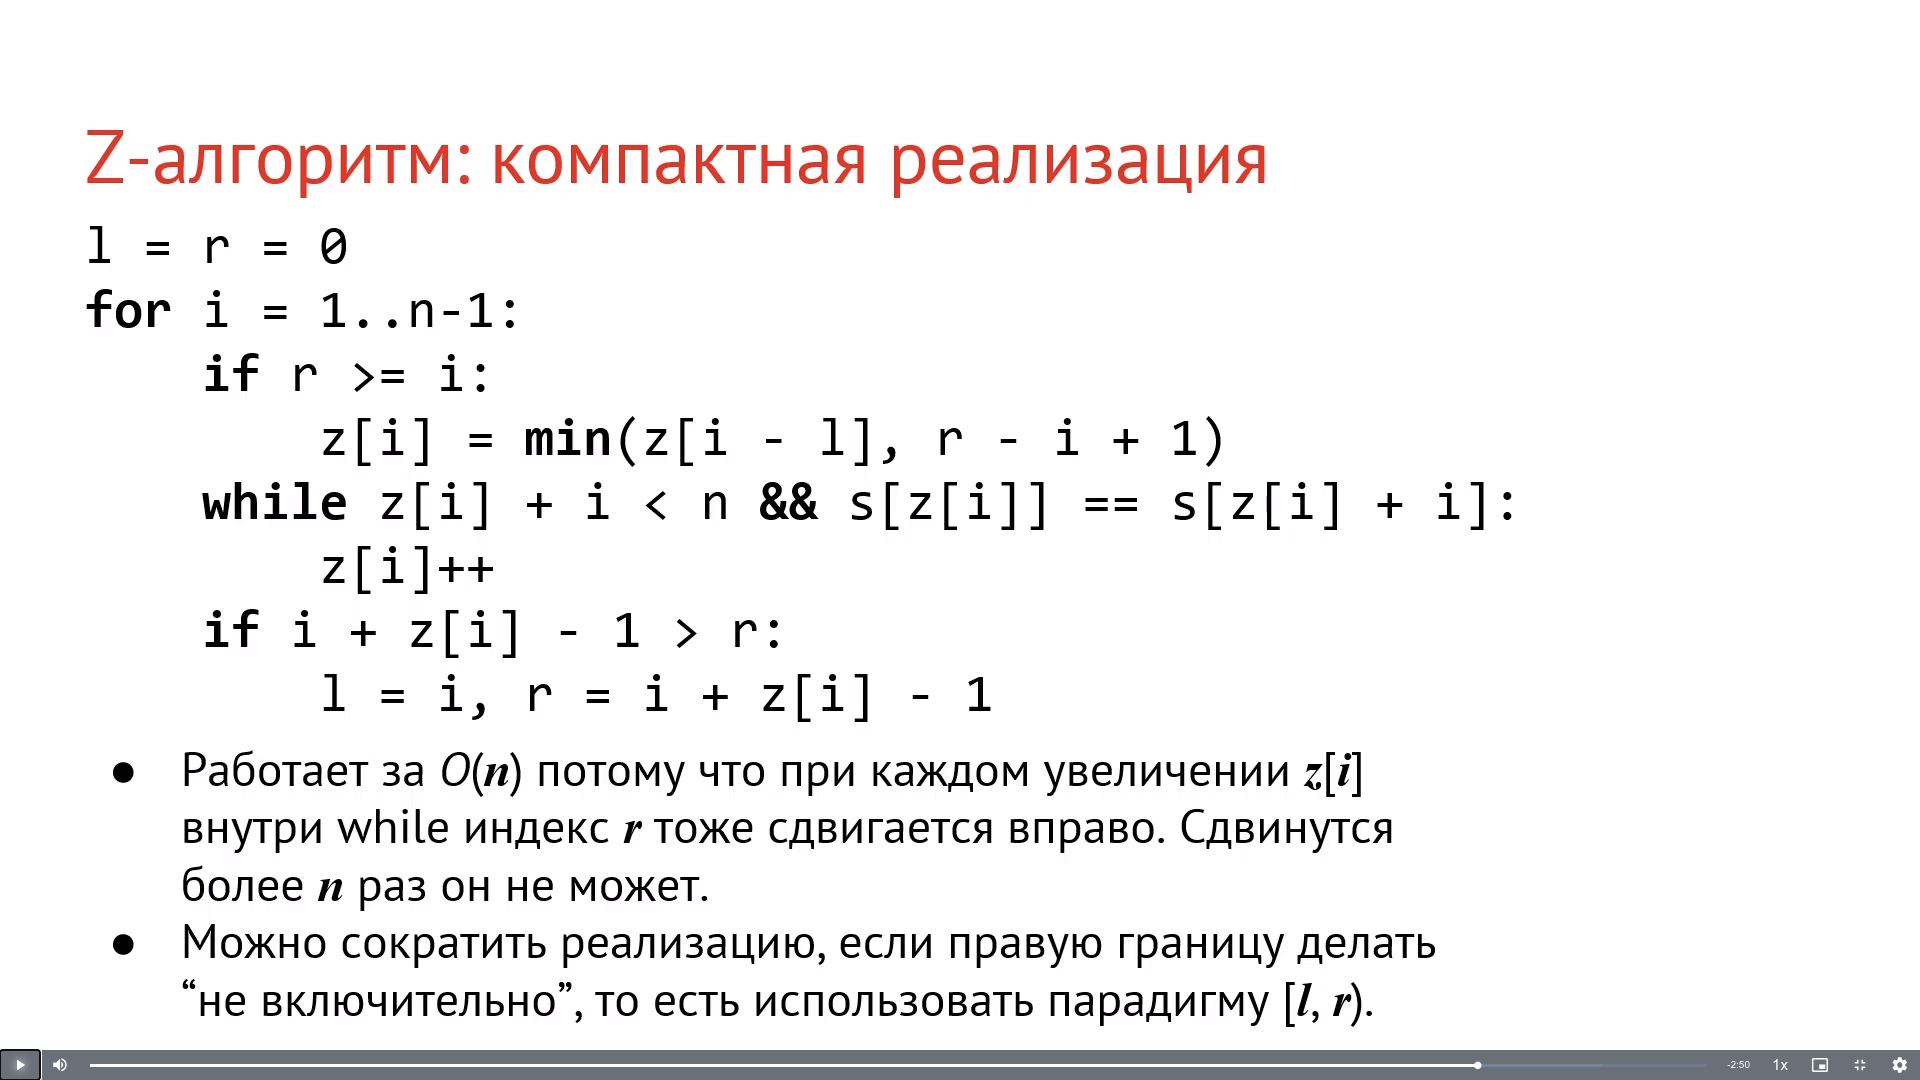 Z-алгоритм: компактная реализация
l = r = 0
for i = 1..n-1:
    if r >= i:
        z[i] = min(z[i - l], r - i + 1)
    while z[i] + i < n && s[z[i]] == s[z[i] + i]:
        z[i]++
    if i + z[i] - 1 > r:
        l = i, r = i + z[i] - 1
● Работает за O(n) потому что при каждом увеличении z[i]
внутри while индекс r тоже сдвигается вправо. Сдвинутся
более n раз он не может.
● Можно сократить реализацию, если правую границу делать
“не включительно”, то есть использовать парадигму [l, r).
-2:50 1x